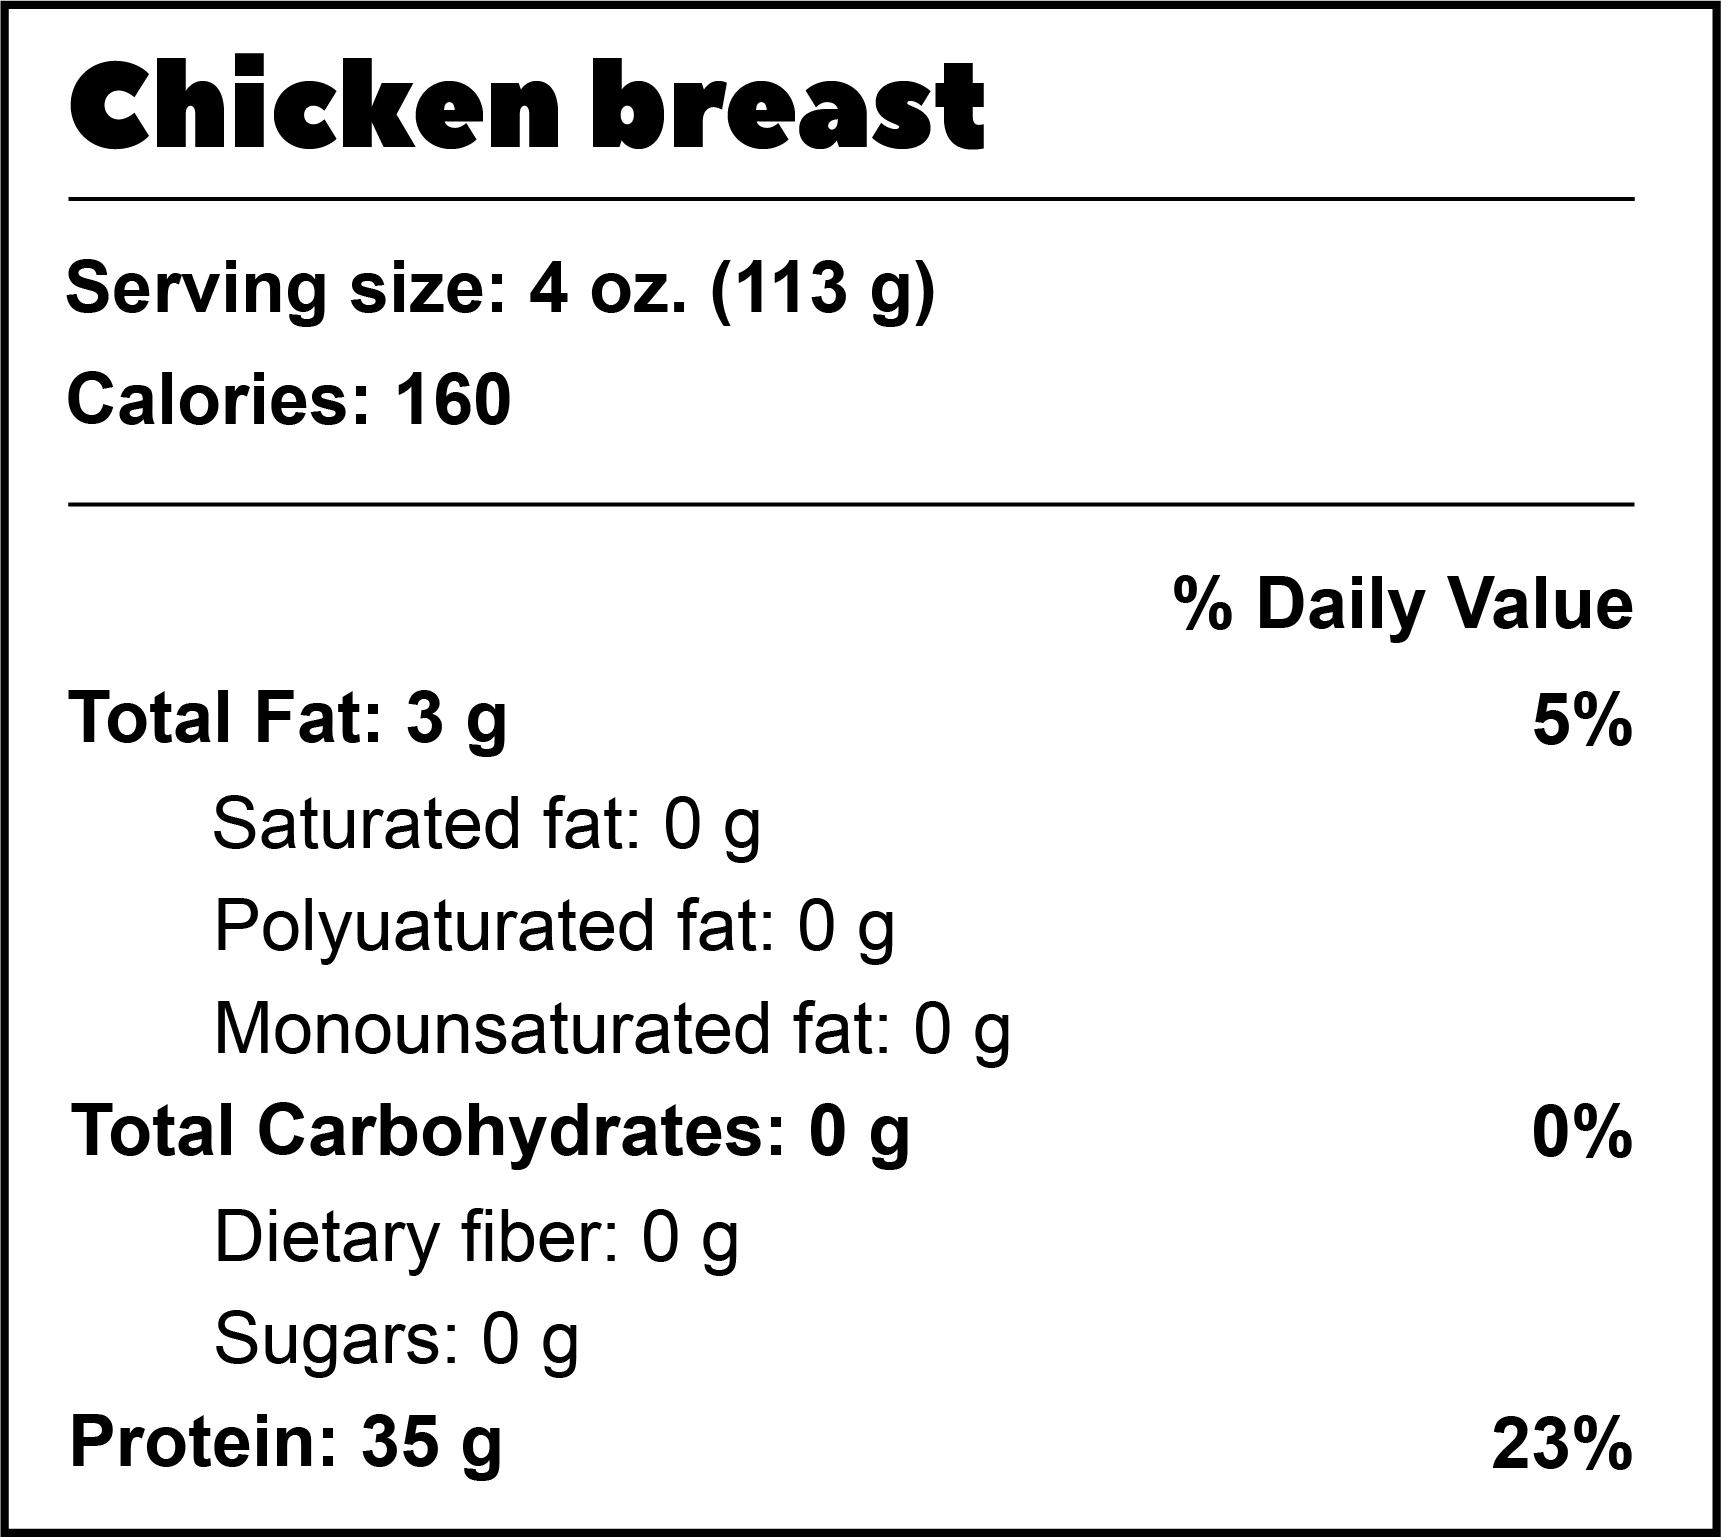 Chicken breast
Serving size: 4 oz. (113 g)
Calories: 160
% Daily Value
Total Fat: 3 g 5%
Saturated fat: 0 g
Polyuaturated fat: 0 g
Monounsaturated fat: 0 g
Total Carbohydrates: 0 g 0%
Dietary fiber: 0 g
Sugars: 0 g
Protein: 35 g 23%